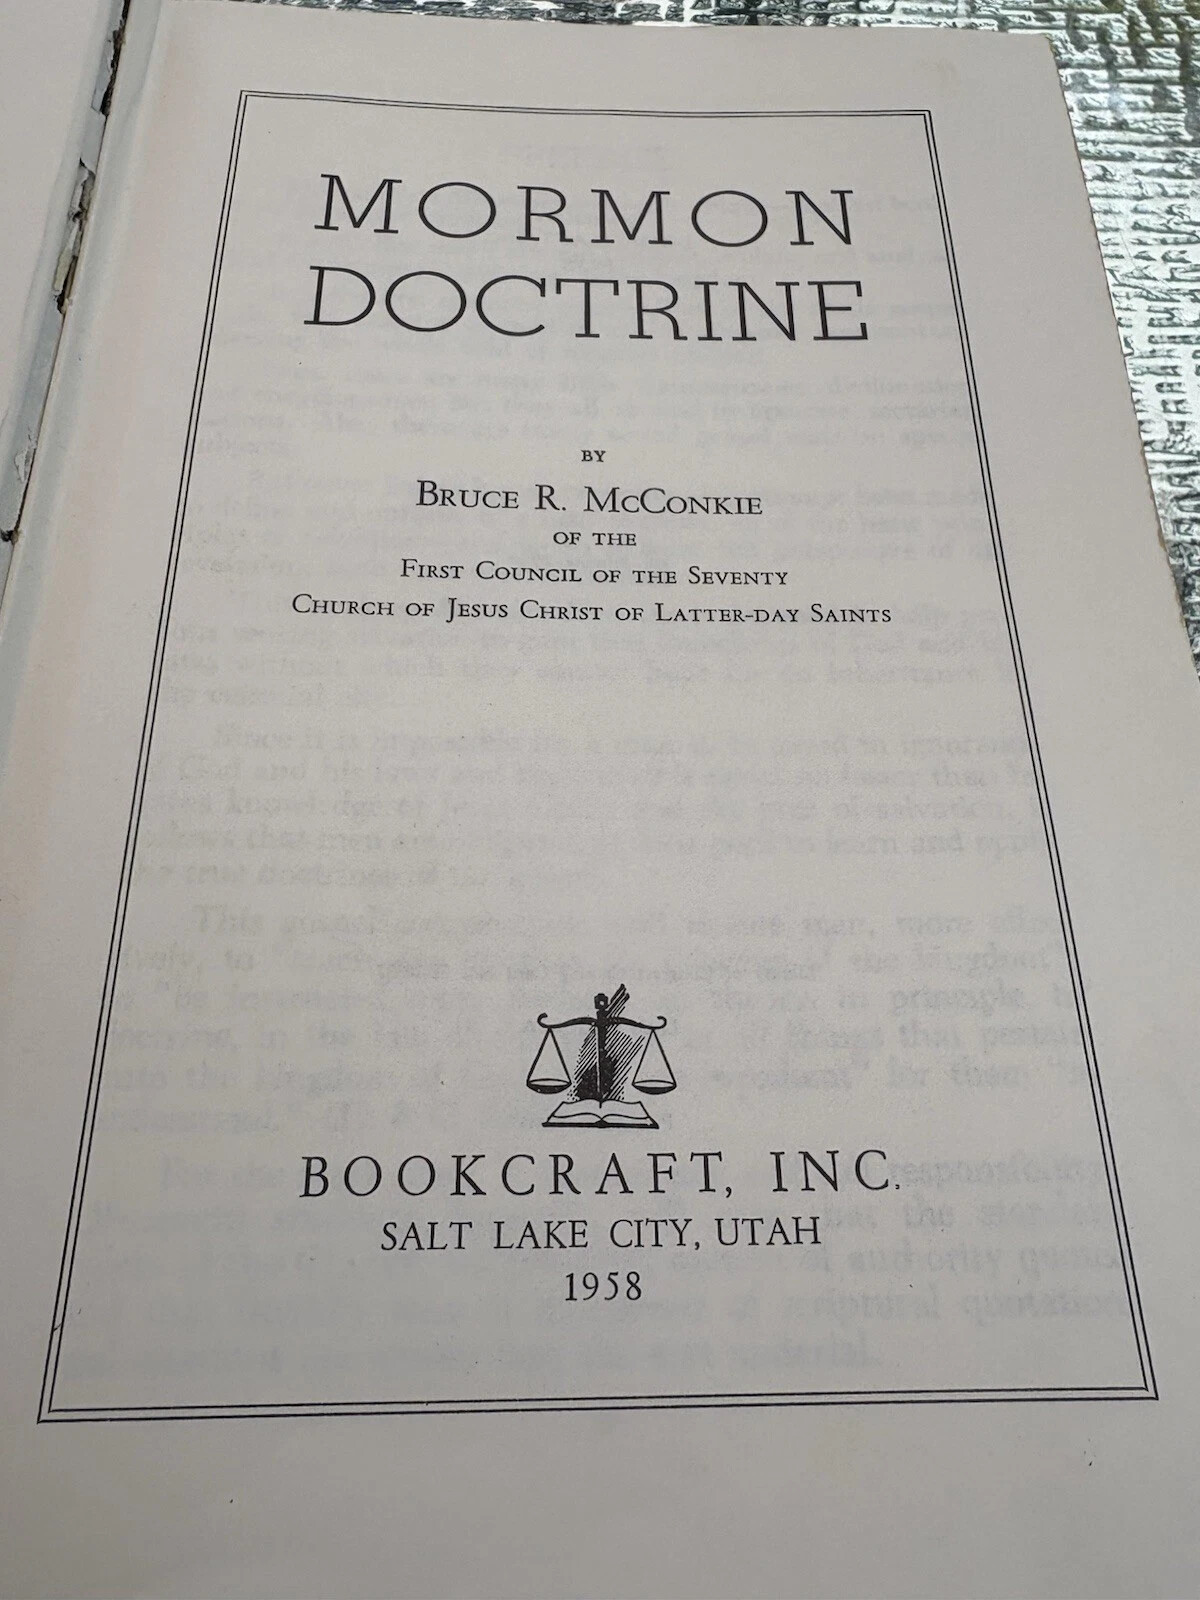 MORMON
DOCTRINE
BY
BRUCE R. MCCONKIE
OF THE
FIRST COUNCIL OF THE SEVENTY
CHURCH OF JESUS CHRIST OF LATTER-DAY SAINTS
BOOKCRAFT, INC.
SALT LAKE CITY, UTAH
1958